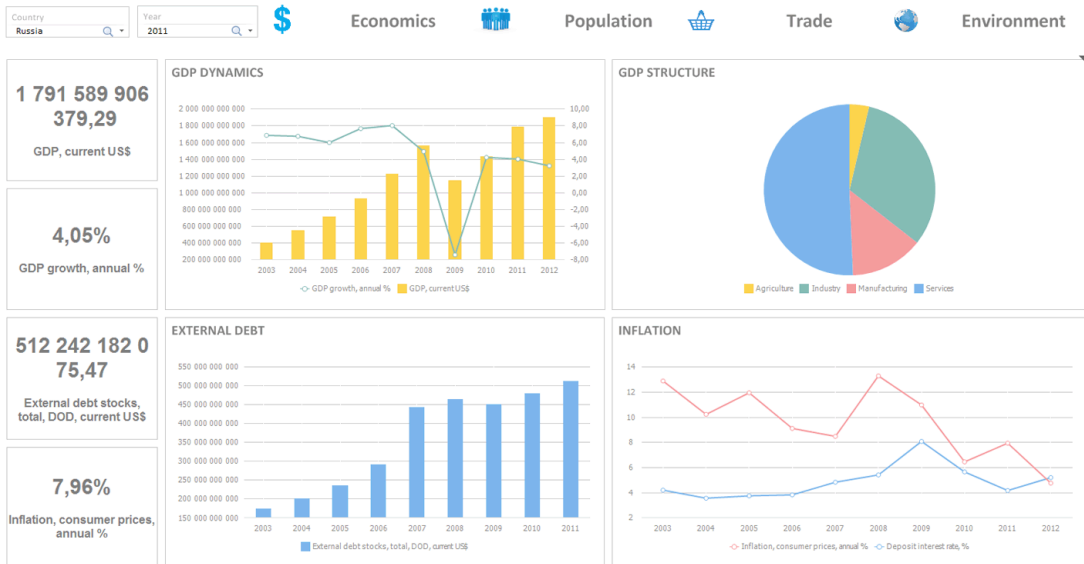 Country
Russia
Year
2011
$
Economics
Population
Trade
Environment
1 791 589 906
379,29
GDP, current US$
4,05%
GDP growth, annual %
512 242 182 0
75,47
External debt stocks,
total, DOD, current US$
7,96%
Inflation, consumer prices,
annual %
GDP DYNAMICS
2 000 000 000 000
1 800 000 000 000
1 600 000 000 000
1 400 000 000 000
1 200 000 000 000
1 000 000 000 000
800 000 000 000
600 000 000 000
400 000 000 000
200 000 000 000
10,00
8,00
6,00
4,00
2,00
0,00
-2,00
-4,00
-6,00
-8,00
2003 2004 2005 2006 2007 2008 2009 2010 2011 2012
GDP growth, annual % GDP, current US$
GDP STRUCTURE
Agriculture Industry Manufacturing Services
EXTERNAL DEBT
550 000 000 000
500 000 000 000
450 000 000 000
400 000 000 000
350 000 000 000
300 000 000 000
250 000 000 000
200 000 000 000
150 000 000 000
2003 2004 2005 2006 2007 2008 2009 2010 2011
External debt stocks, total, DOD, current US$
INFLATION
14
12
10
8
6
4
2
2003 2004 2005 2006 2007 2008 2009 2010 2011 2012
Inflation, consumer prices, annual % Deposit interest rate, %